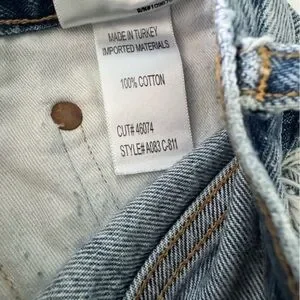 MADE IN TURKEY
IMPORTED MATERIALS
100% COTTON
CUT# 46074
STYLE# A083 C-811